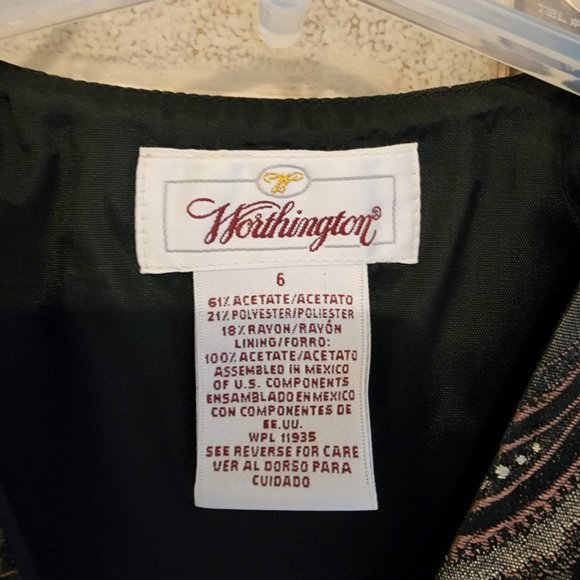 TEL
Worthington®
6
61% ACETATE/ACETATO
21% POLYESTER/POLIESTER
18% RAYON/RAYÓN
LINING/FORRO:
100% ACETATE/ACETATO
ASSEMBLED IN MEXICO
OF U.S. COMPONENTS
ENSAMBLADO EN MEXICO
CON COMPONENTES DE
EE.UU.
WPL 11935
SEE REVERSE FOR CARE
VER AL DORSO PARA
CUIDADO